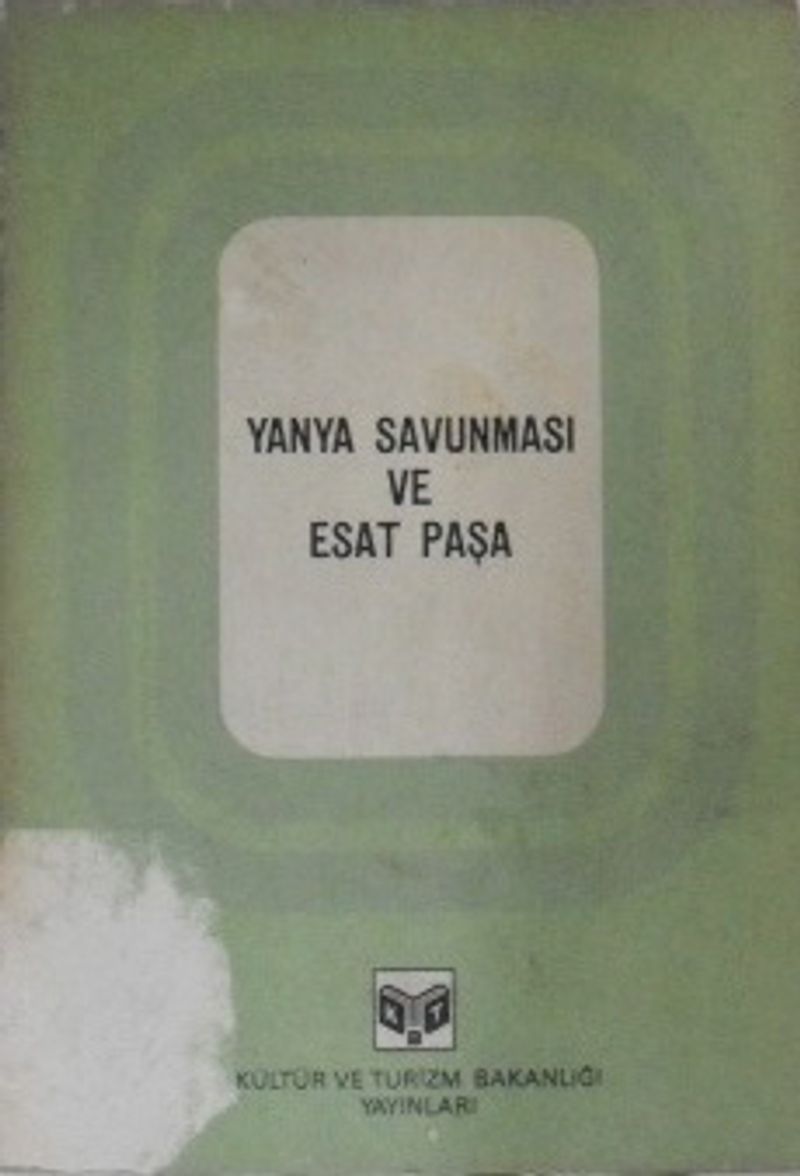 YANYA SAVUNMASI
VE
ESAT PAŞA
K T
B
KÜLTÜR VE TURİZM BAKANLIĞI
YAYINLARI